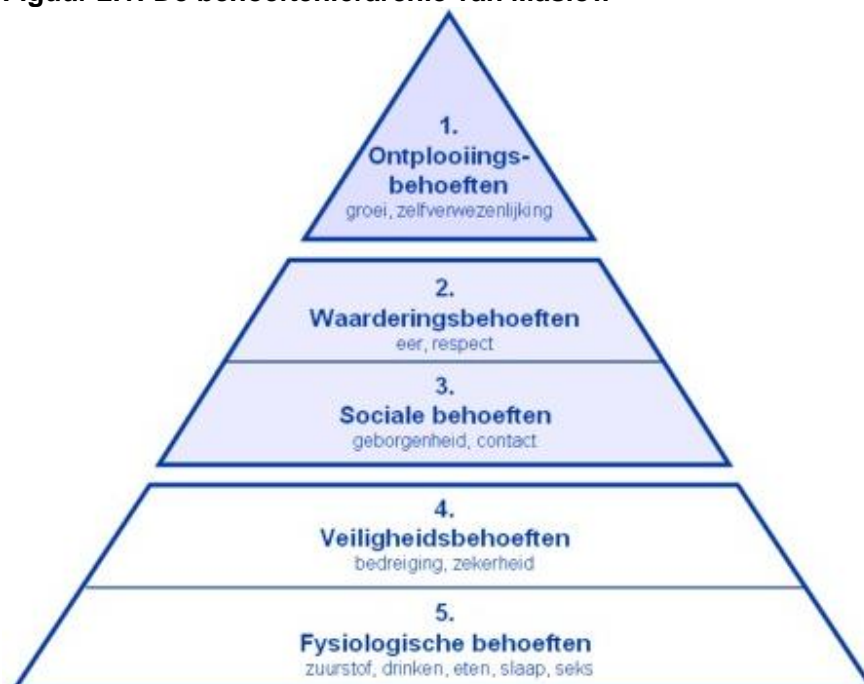 1.
Ontplooiings-
behoeften
groei, zelfverwezenlijking
2.
Waarderingsbehoeften
eer, respect
3.
Sociale behoeften
geborgenheid, contact
4.
Veiligheidsbehoeften
bedreiging, zekerheid
5.
Fysiologische behoeften
zuurstof, drinken, eten, slaap, seks